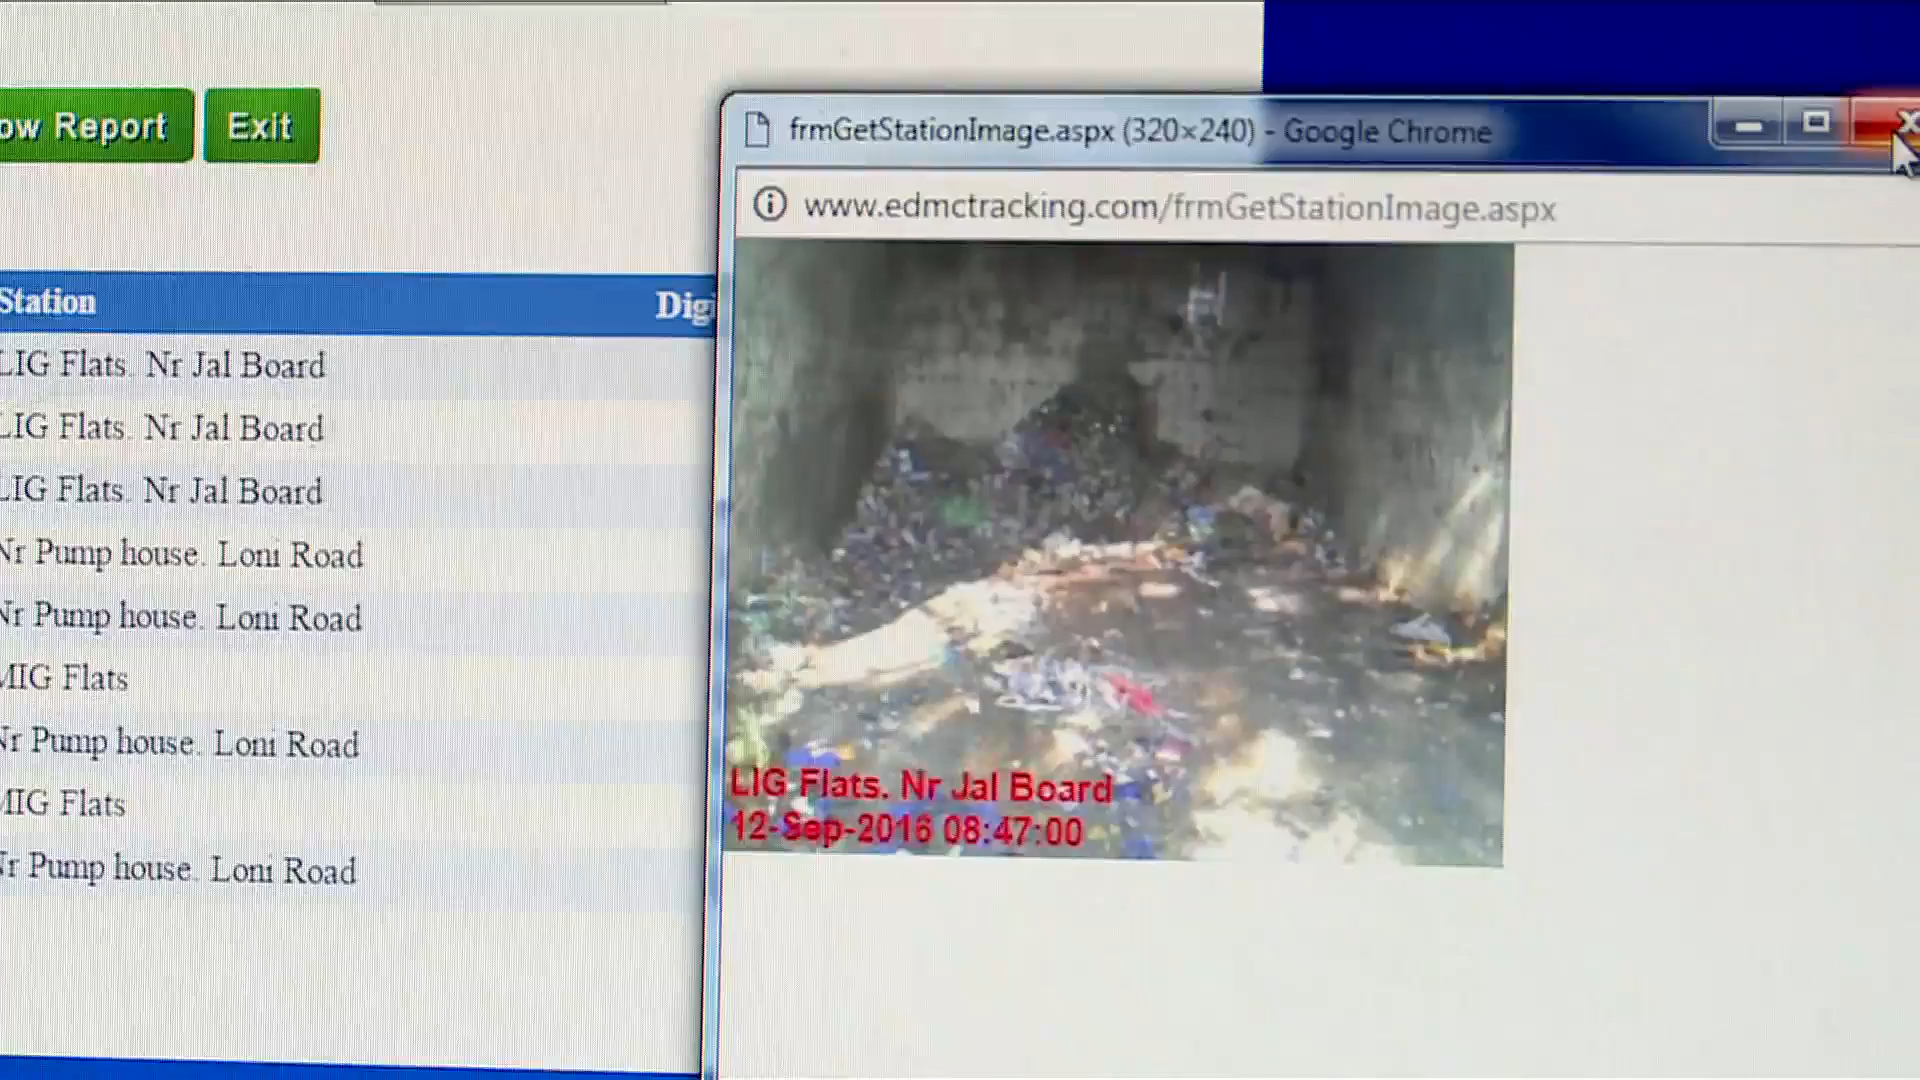 ow Report
Exit
frmGetStationImage.aspx (320×240) - Google Chrome
www.edmctracking.com/frmGetStationImage.aspx
Station
Digi
LIG Flats. Nr Jal Board
LIG Flats. Nr Jal Board
LIG Flats. Nr Jal Board
Nr Pump house. Loni Road
Nr Pump house. Loni Road
MIG Flats
Nr Pump house. Loni Road
MIG Flats
Nr Pump house. Loni Road
LIG Flats. Nr Jal Board
12-Sep-2016 08:47:00